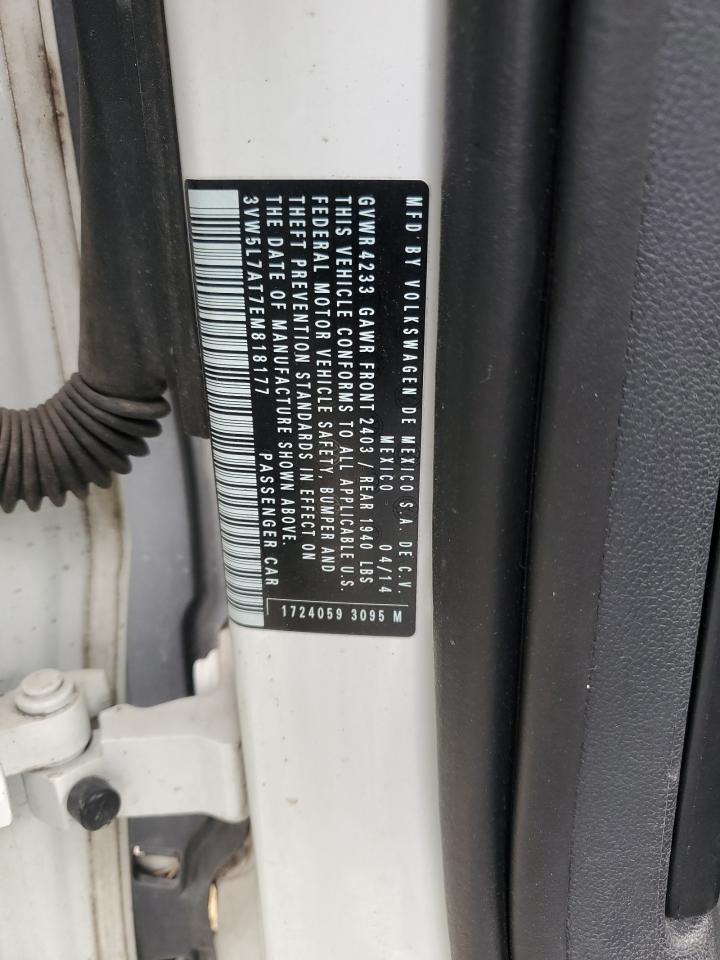 MFD BY VOLKSWAGEN DE MEXICO S.A. DE C.V.
MEXICO 04/14
GVWR 4233 GAWR FRONT 2403 / REAR 1940 LBS
THIS VEHICLE CONFORMS TO ALL APPLICABLE U.S.
FEDERAL MOTOR VEHICLE SAFETY, BUMPER AND
THEFT PREVENTION STANDARDS IN EFFECT ON
THE DATE OF MANUFACTURE SHOWN ABOVE.
3VW5L7AT7EM818177 PASSENGER CAR
1724059 3095 M